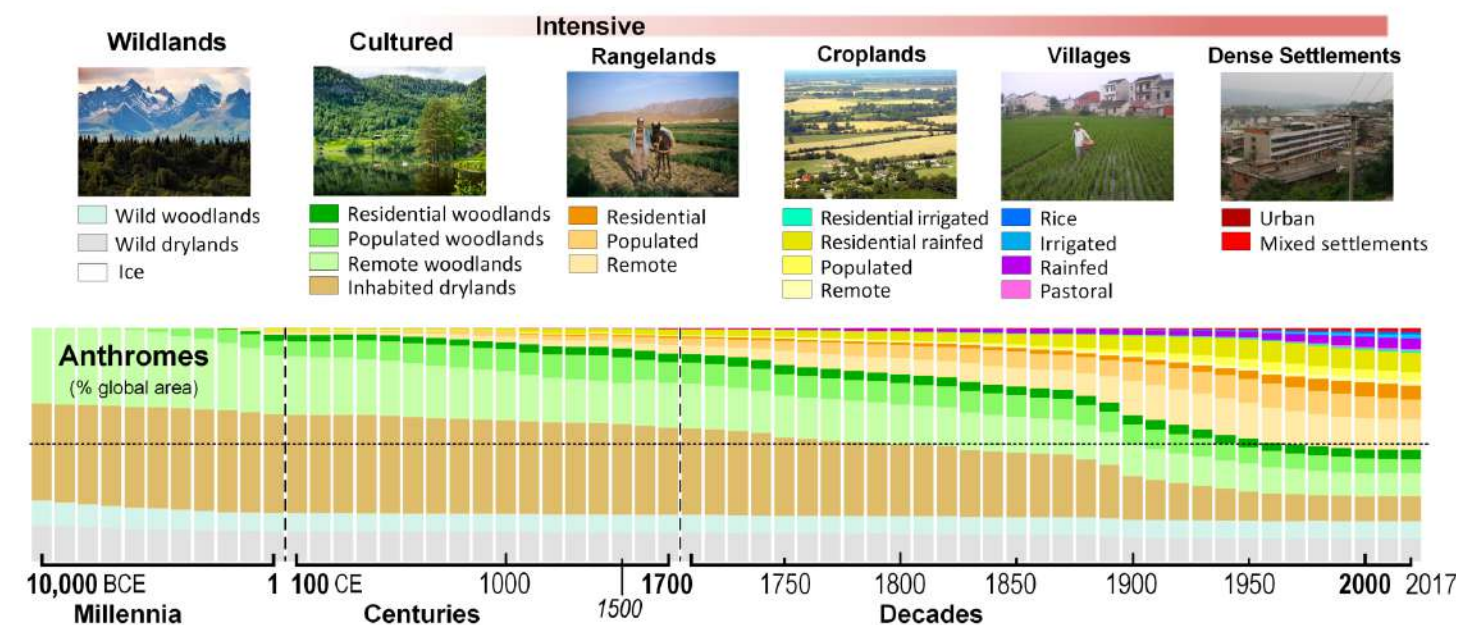 Intensive
Wildlands
Cultured
Rangelands
Croplands
Villages
Dense Settlements
Wild woodlands
Wild drylands
Ice
Residential woodlands
Populated woodlands
Remote woodlands
Inhabited drylands
Residential
Populated
Remote
Residential irrigated
Residential rainfed
Populated
Remote
Rice
Irrigated
Rainfed
Pastoral
Urban
Mixed settlements
Anthromes
(% global area)
10,000 BCE 1 100 CE 1000 1500 1700 1750 1800 1850 1900 1950 2000 2017
Millennia Centuries Decades